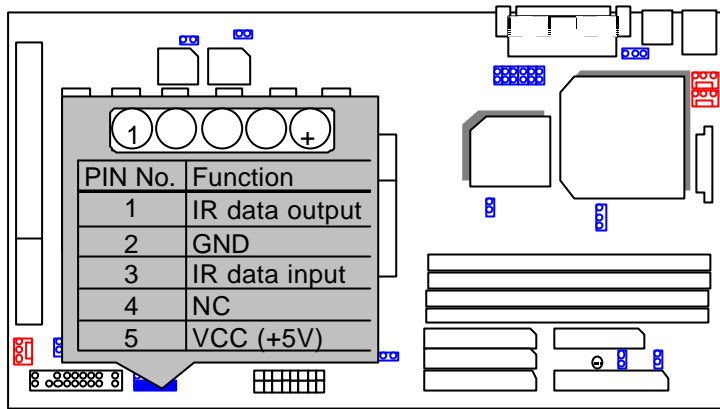 1 +
PIN No. Function
1 IR data output
2 GND
3 IR data input
4 NC
5 VCC (+5V)